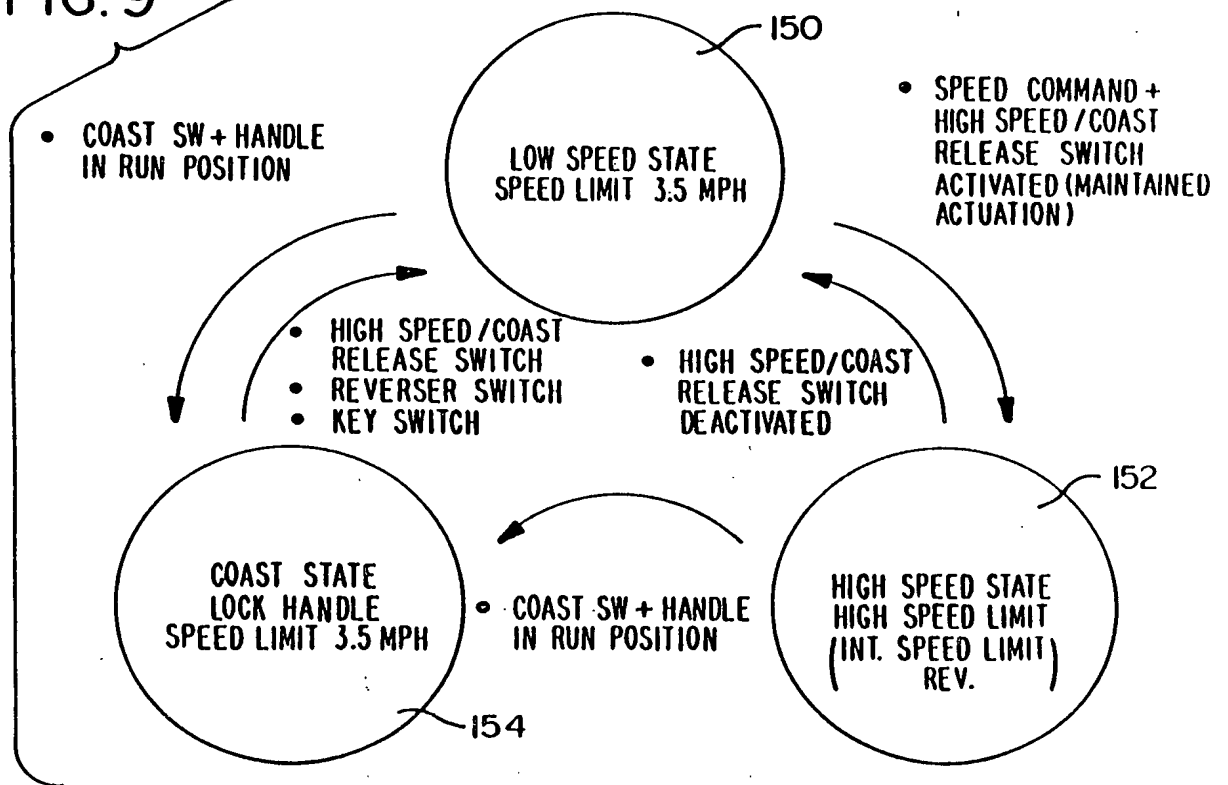 FIG. 9
150
• COAST SW + HANDLE
IN RUN POSITION
• SPEED COMMAND +
HIGH SPEED / COAST
RELEASE SWITCH
ACTIVATED (MAINTAINED
ACTUATION)
LOW SPEED STATE
SPEED LIMIT 3.5 MPH
• HIGH SPEED / COAST
RELEASE SWITCH
• REVERSER SWITCH
• KEY SWITCH
• HIGH SPEED/COAST
RELEASE SWITCH
DEACTIVATED
152
COAST STATE
LOCK HANDLE
SPEED LIMIT 3.5 MPH
• COAST SW + HANDLE
IN RUN POSITION
HIGH SPEED STATE
HIGH SPEED LIMIT
(INT. SPEED LIMIT
REV.)
154